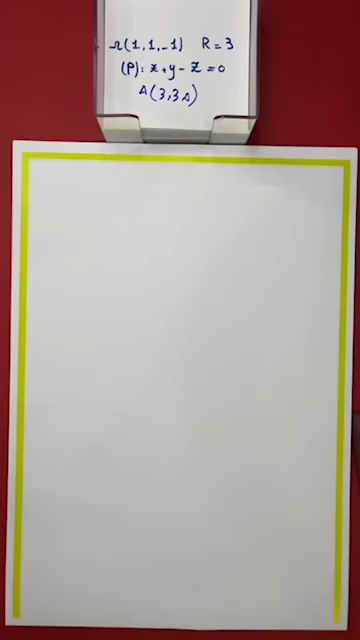 Ω(1,1,-1) R=3
(P): x+y-z=0
A(3,3,1)